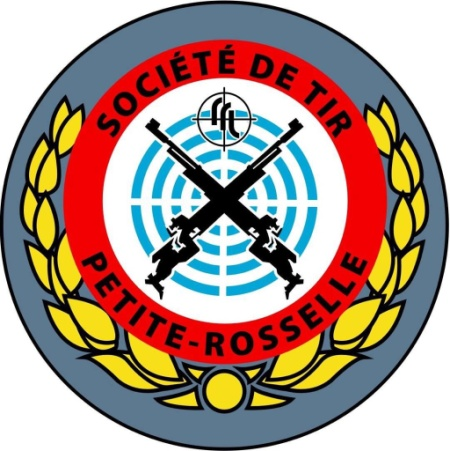 SOCIÉTÉ DE TIR
fft
PETITE-ROSSELLE